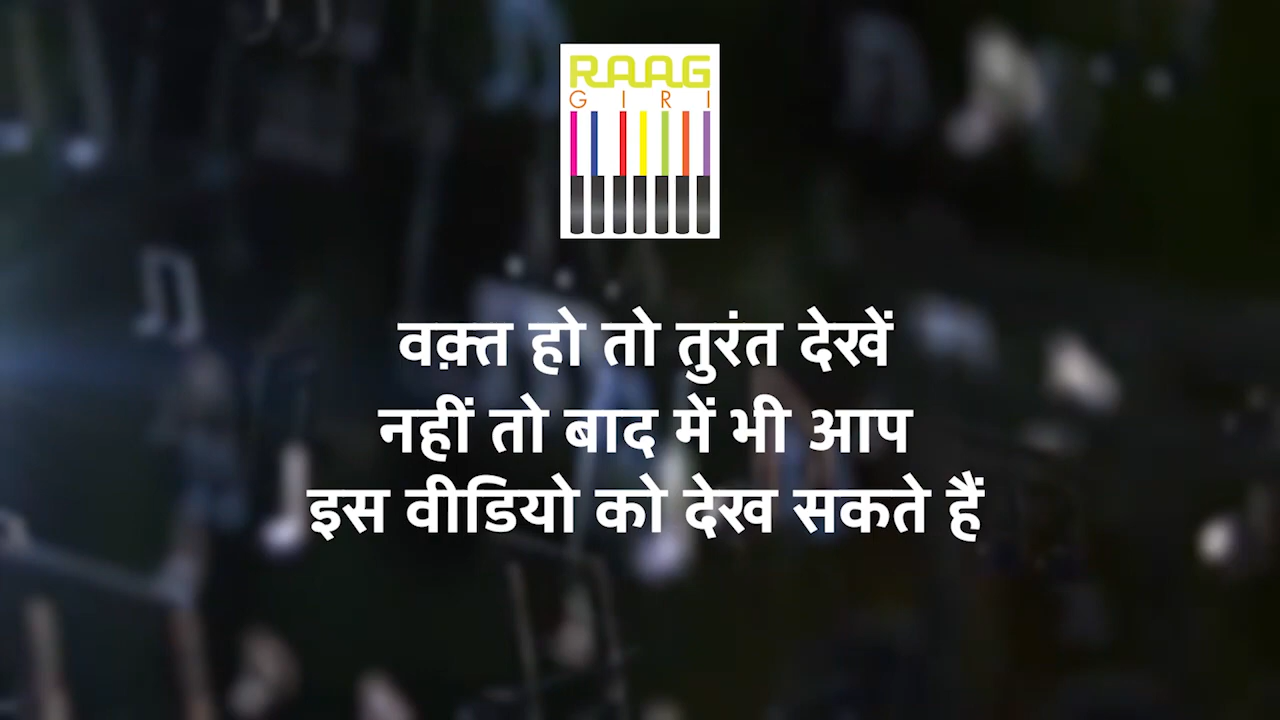 RAAG
GIRI
वक़्त हो तो तुरंत देखें
नहीं तो बाद में भी आप
इस वीडियो को देख सकते हैं